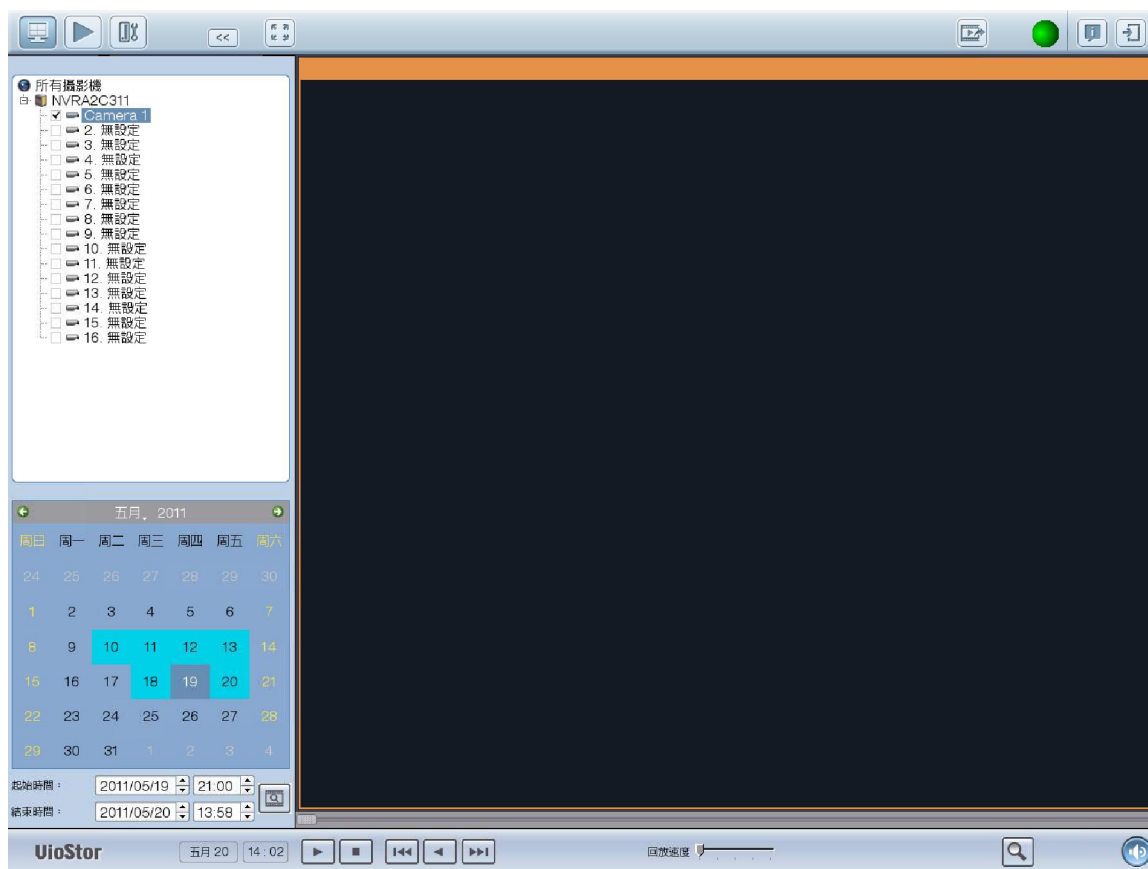 <<
所有攝影機
NVRA2C311
Camera 1
2. 無設定
3. 無設定
4. 無設定
5. 無設定
6. 無設定
7. 無設定
8. 無設定
9. 無設定
10. 無設定
11. 無設定
12. 無設定
13. 無設定
14. 無設定
15. 無設定
16. 無設定
五月, 2011
周日 周一 周二 周三 周四 周五 周六
24 25 26 27 28 29 30
1 2 3 4 5 6 7
8 9 10 11 12 13 14
15 16 17 18 19 20 21
22 23 24 25 26 27 28
29 30 31 1 2 3 4
起始時間： 2011/05/19 21:00
結束時間： 2011/05/20 13:58
VioStor 五月 20 14:02 回放速度